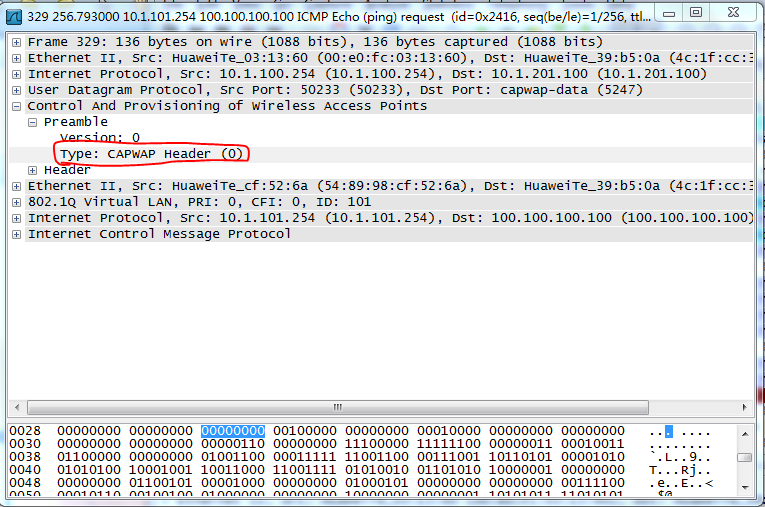 329 256.793000 10.1.101.254 100.100.100.100 ICMP Echo (ping) request (id=0x2416, seq(be/le)=1/256, ttl...
Frame 329: 136 bytes on wire (1088 bits), 136 bytes captured (1088 bits)
Ethernet II, Src: HuaweiTe_03:13:60 (00:e0:fc:03:13:60), Dst: HuaweiTe_39:b5:0a (4c:1f:cc:3
Internet Protocol, Src: 10.1.100.254 (10.1.100.254), Dst: 10.1.201.100 (10.1.201.100)
User Datagram Protocol, Src Port: 50233 (50233), Dst Port: capwap-data (5247)
Control And Provisioning of Wireless Access Points
Preamble
Version: 0
Type: CAPWAP Header (0)
Header
Ethernet II, Src: HuaweiTe_cf:52:6a (54:89:98:cf:52:6a), Dst: HuaweiTe_39:b5:0a (4c:1f:cc:3
802.1Q Virtual LAN, PRI: 0, CFI: 0, ID: 101
Internet Protocol, Src: 10.1.101.254 (10.1.101.254), Dst: 100.100.100.100 (100.100.100.100)
Internet Control Message Protocol
0028 00000000 00000000 00000000 00100000 00000000 00010000 00000000 00000000 ... ....
0030 00000000 00000000 00000110 00000000 11100000 11111100 00000011 00010011 ........
0038 01100000 00000000 01001100 00011111 11001100 00111001 10110101 00001010 `.L..9..
0040 01010100 10001001 10011000 11001111 01010010 01101010 10000001 00000000 T...Rj..
0048 00000000 01100101 00001000 00000000 01000101 00000000 00000000 00111100 .e..E..<